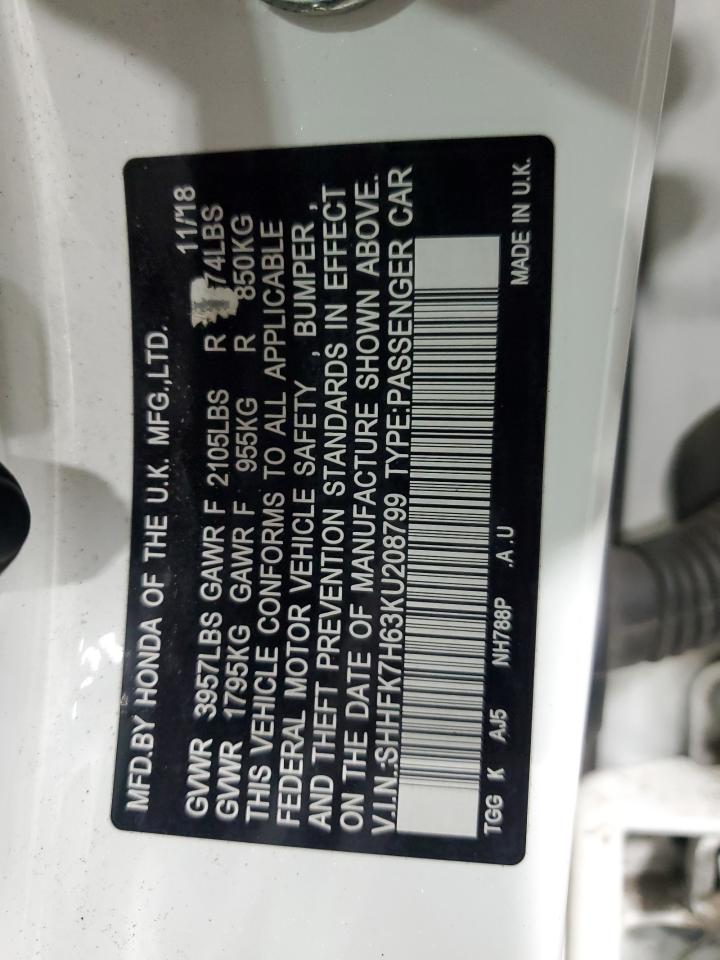 MFD.BY HONDA OF THE U.K. MFG.,LTD. 11/'18
GVWR 3957LBS GAWR F 2105LBS R 74LBS
GVWR 1795KG GAWR F 955KG R 850KG
THIS VEHICLE CONFORMS TO ALL APPLICABLE
FEDERAL MOTOR VEHICLE SAFETY , BUMPER ,
AND THEFT PREVENTION STANDARDS IN EFFECT
ON THE DATE OF MANUFACTURE SHOWN ABOVE.
V.I.N.:SHHFK7H63KU208799 TYPE:PASSENGER CAR
TGG K AJ5 NH788P .A.U MADE IN U.K.